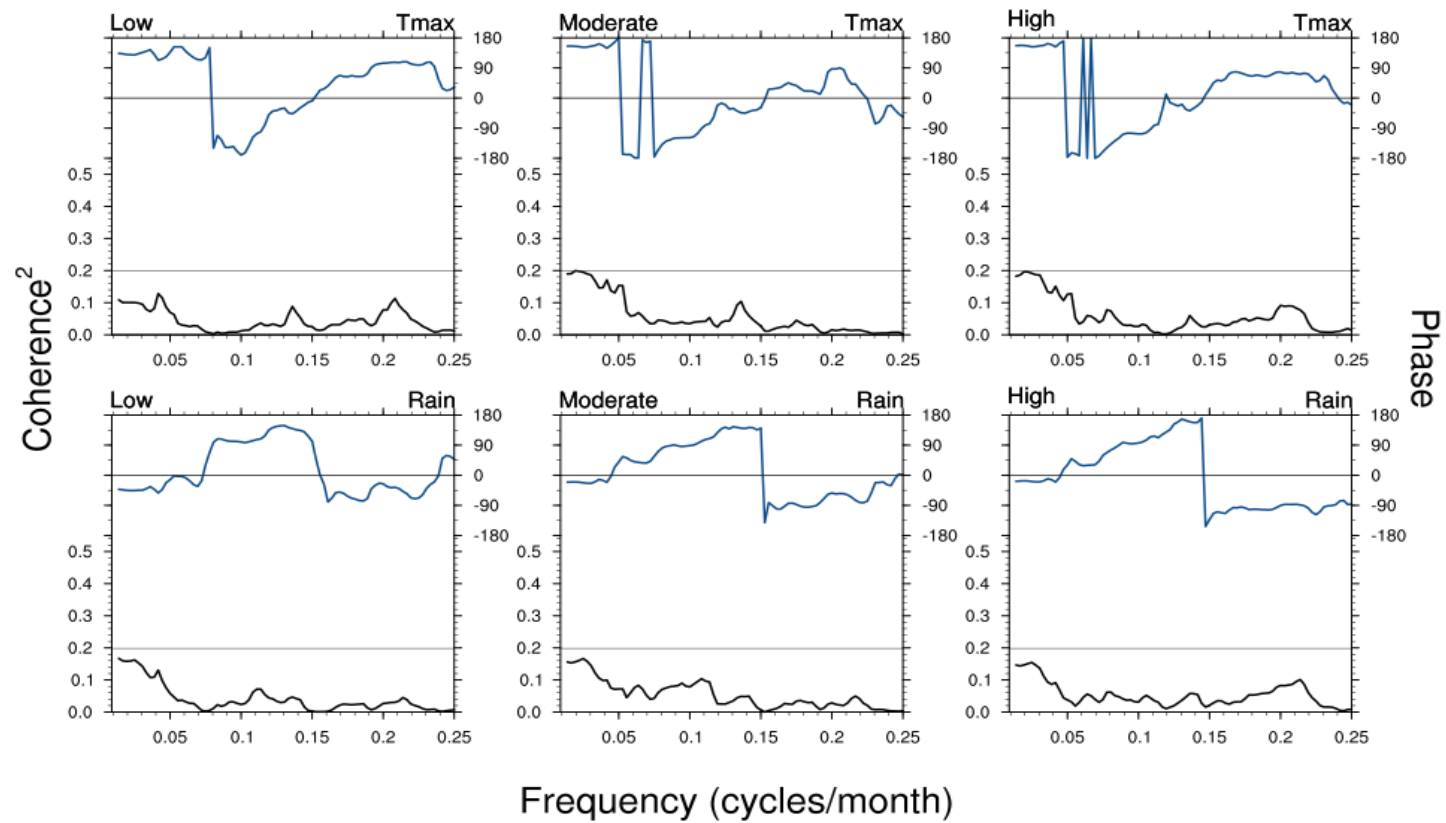 Low Tmax Moderate Tmax High Tmax
180 180 180
90 90 90
0 0 0
-90 -90 -90
-180 -180 -180
0.5 0.5 0.5
0.4 0.4 0.4
0.3 0.3 0.3
0.2 0.2 0.2
0.1 0.1 0.1
0.0 0.0 0.0
0.05 0.1 0.15 0.2 0.25 0.05 0.1 0.15 0.2 0.25 0.05 0.1 0.15 0.2 0.25
Coherence²
Phase
Low Rain Moderate Rain High Rain
180 180 180
90 90 90
0 0 0
-90 -90 -90
-180 -180 -180
0.5 0.5 0.5
0.4 0.4 0.4
0.3 0.3 0.3
0.2 0.2 0.2
0.1 0.1 0.1
0.0 0.0 0.0
0.05 0.1 0.15 0.2 0.25 0.05 0.1 0.15 0.2 0.25 0.05 0.1 0.15 0.2 0.25
Frequency (cycles/month)